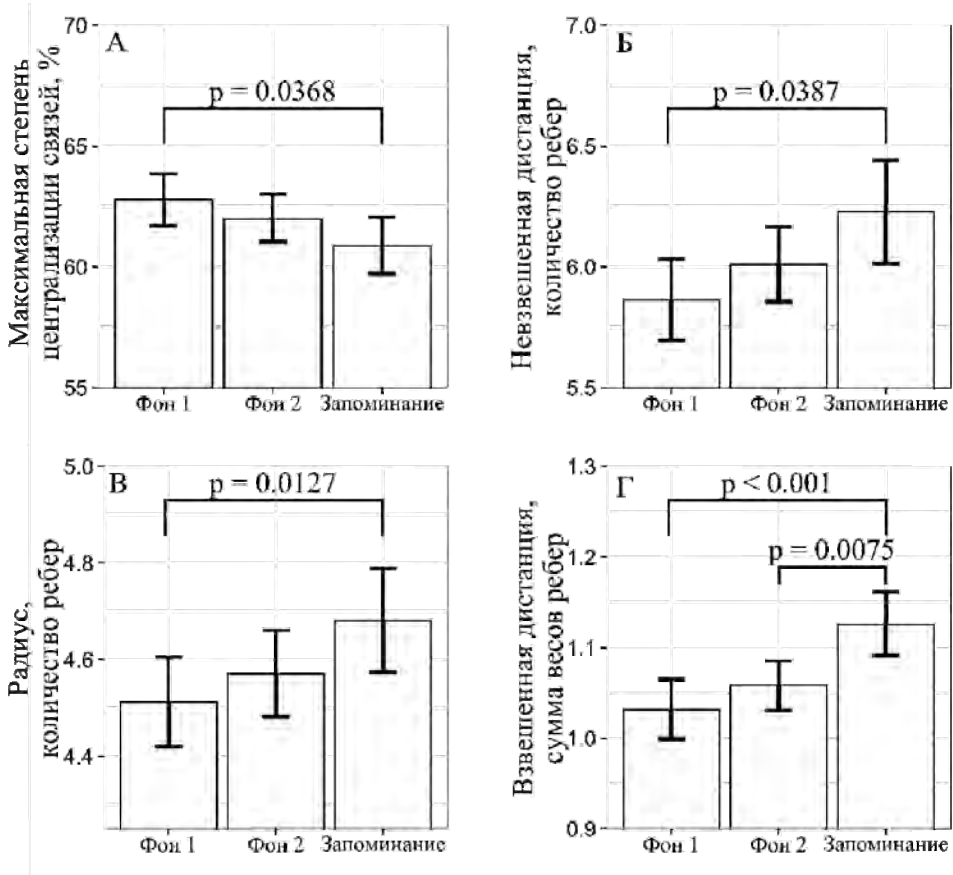 Максимальная степень
централизации связей, %
70
65
60
55
А
p = 0.0368
Фон 1
Фон 2
Запоминание
Невзвешенная дистанция,
количество ребер
7.0
6.5
6.0
5.5
Б
p = 0.0387
Фон 1
Фон 2
Запоминание
Радиус,
количество ребер
5.0
4.8
4.6
4.4
В
p = 0.0127
Фон 1
Фон 2
Запоминание
Взвешенная дистанция,
сумма весов ребер
1.3
1.2
1.1
1.0
0.9
Г
p < 0.001
p = 0.0075
Фон 1
Фон 2
Запоминание